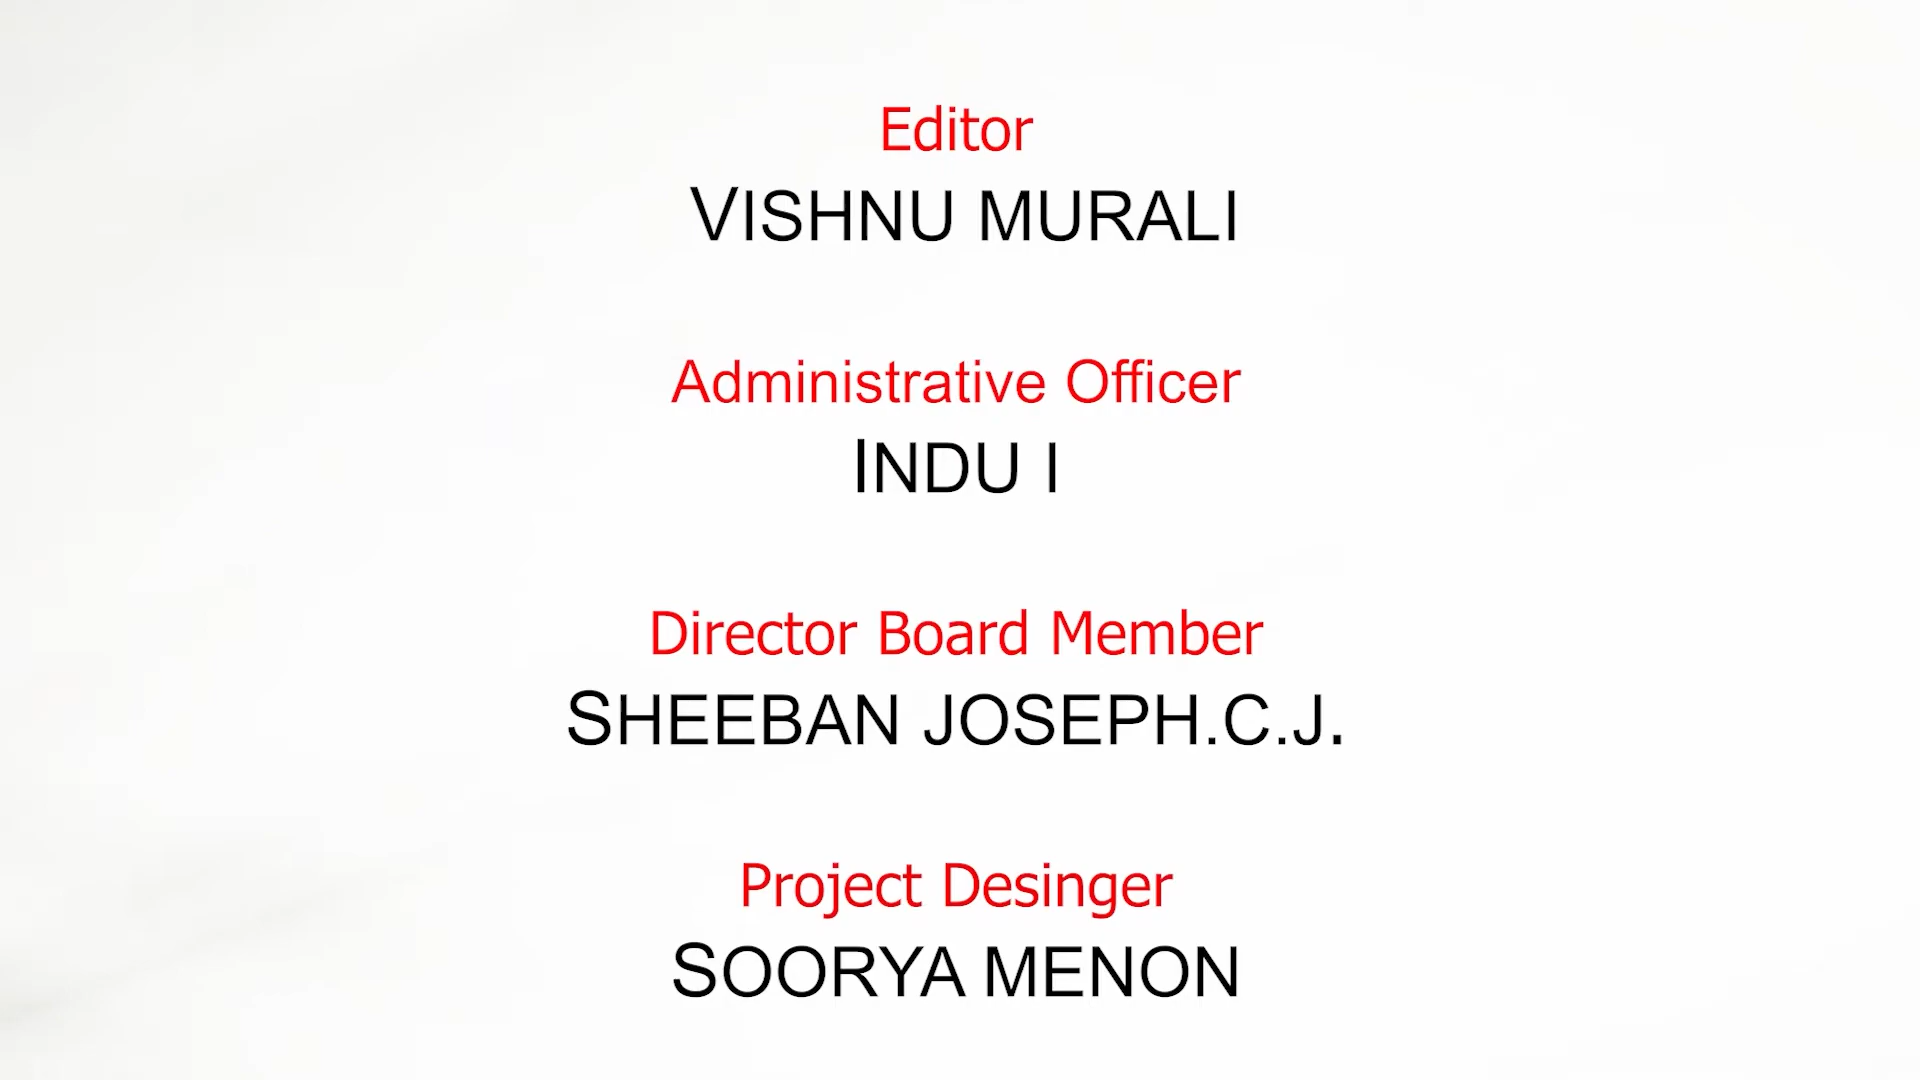 Editor
VISHNU MURALI
Administrative Officer
INDU I
Director Board Member
SHEEBAN JOSEPH.C.J.
Project Desinger
SOORYA MENON